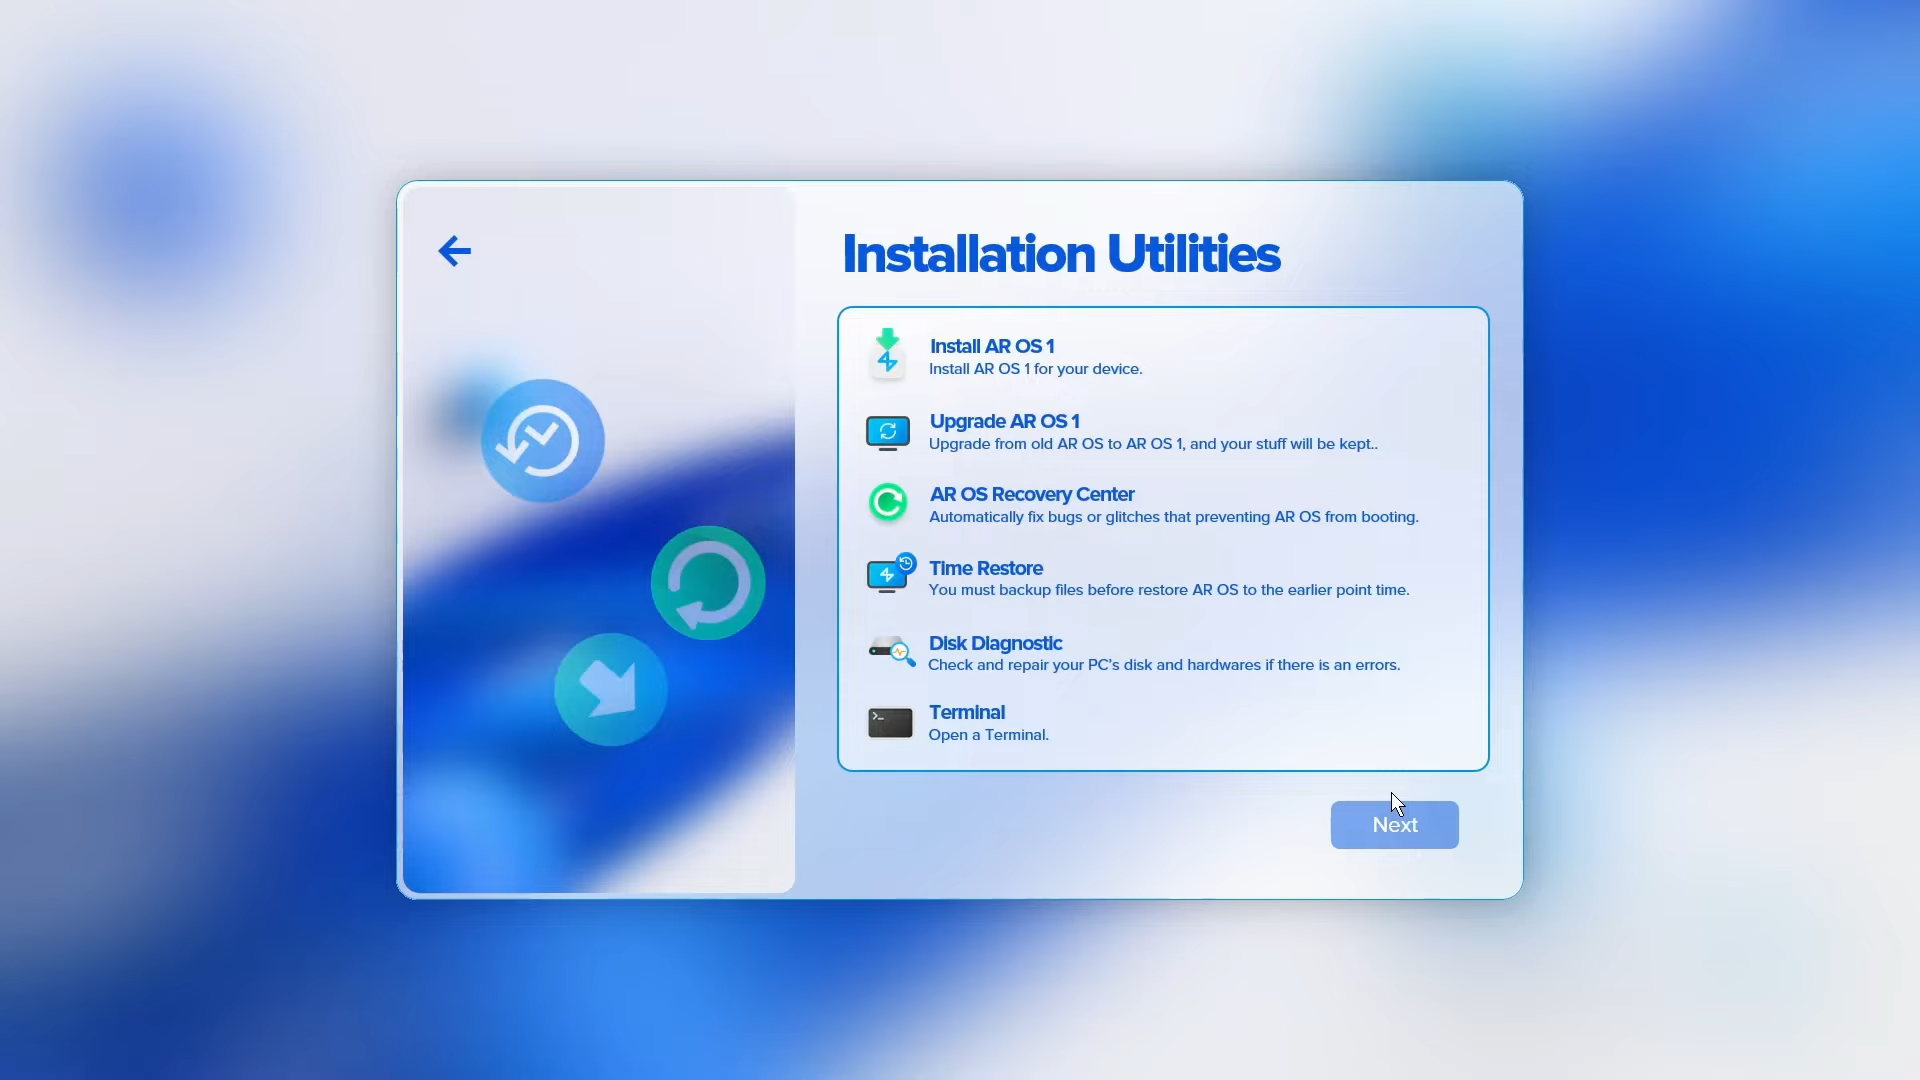 Installation Utilities
Install AR OS 1
Install AR OS 1 for your device.
Upgrade AR OS 1
Upgrade from old AR OS to AR OS 1, and your stuff will be kept..
AR OS Recovery Center
Automatically fix bugs or glitches that preventing AR OS from booting.
Time Restore
You must backup files before restore AR OS to the earlier point time.
Disk Diagnostic
Check and repair your PC's disk and hardwares if there is an errors.
Terminal
Open a Terminal.
Next